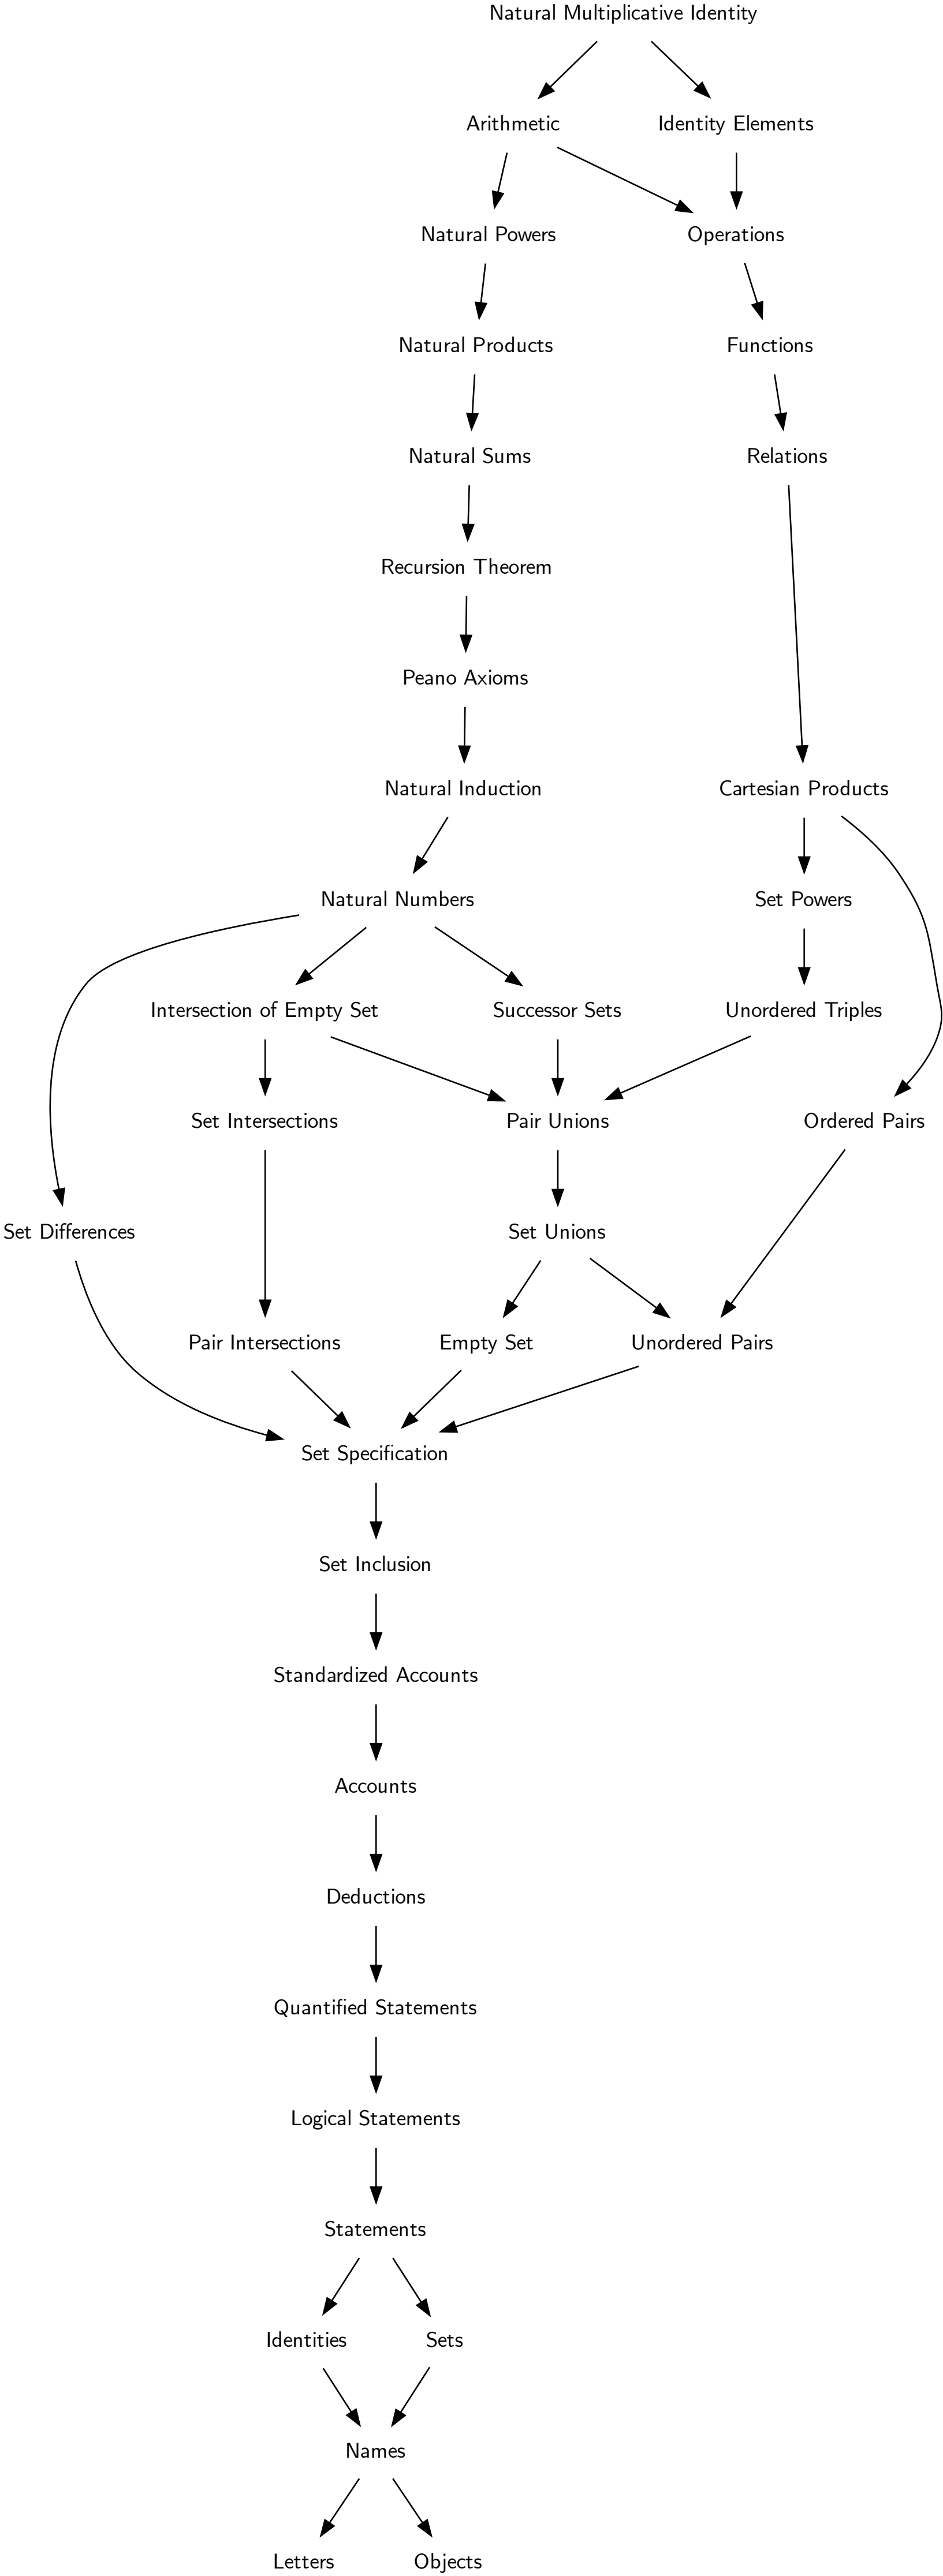 Natural Multiplicative Identity
Arithmetic
Identity Elements
Natural Powers
Operations
Natural Products
Functions
Natural Sums
Relations
Recursion Theorem
Peano Axioms
Natural Induction
Cartesian Products
Natural Numbers
Set Powers
Intersection of Empty Set
Successor Sets
Unordered Triples
Set Intersections
Pair Unions
Ordered Pairs
Set Differences
Set Unions
Pair Intersections
Empty Set
Unordered Pairs
Set Specification
Set Inclusion
Standardized Accounts
Accounts
Deductions
Quantified Statements
Logical Statements
Statements
Identities
Sets
Names
Letters
Objects